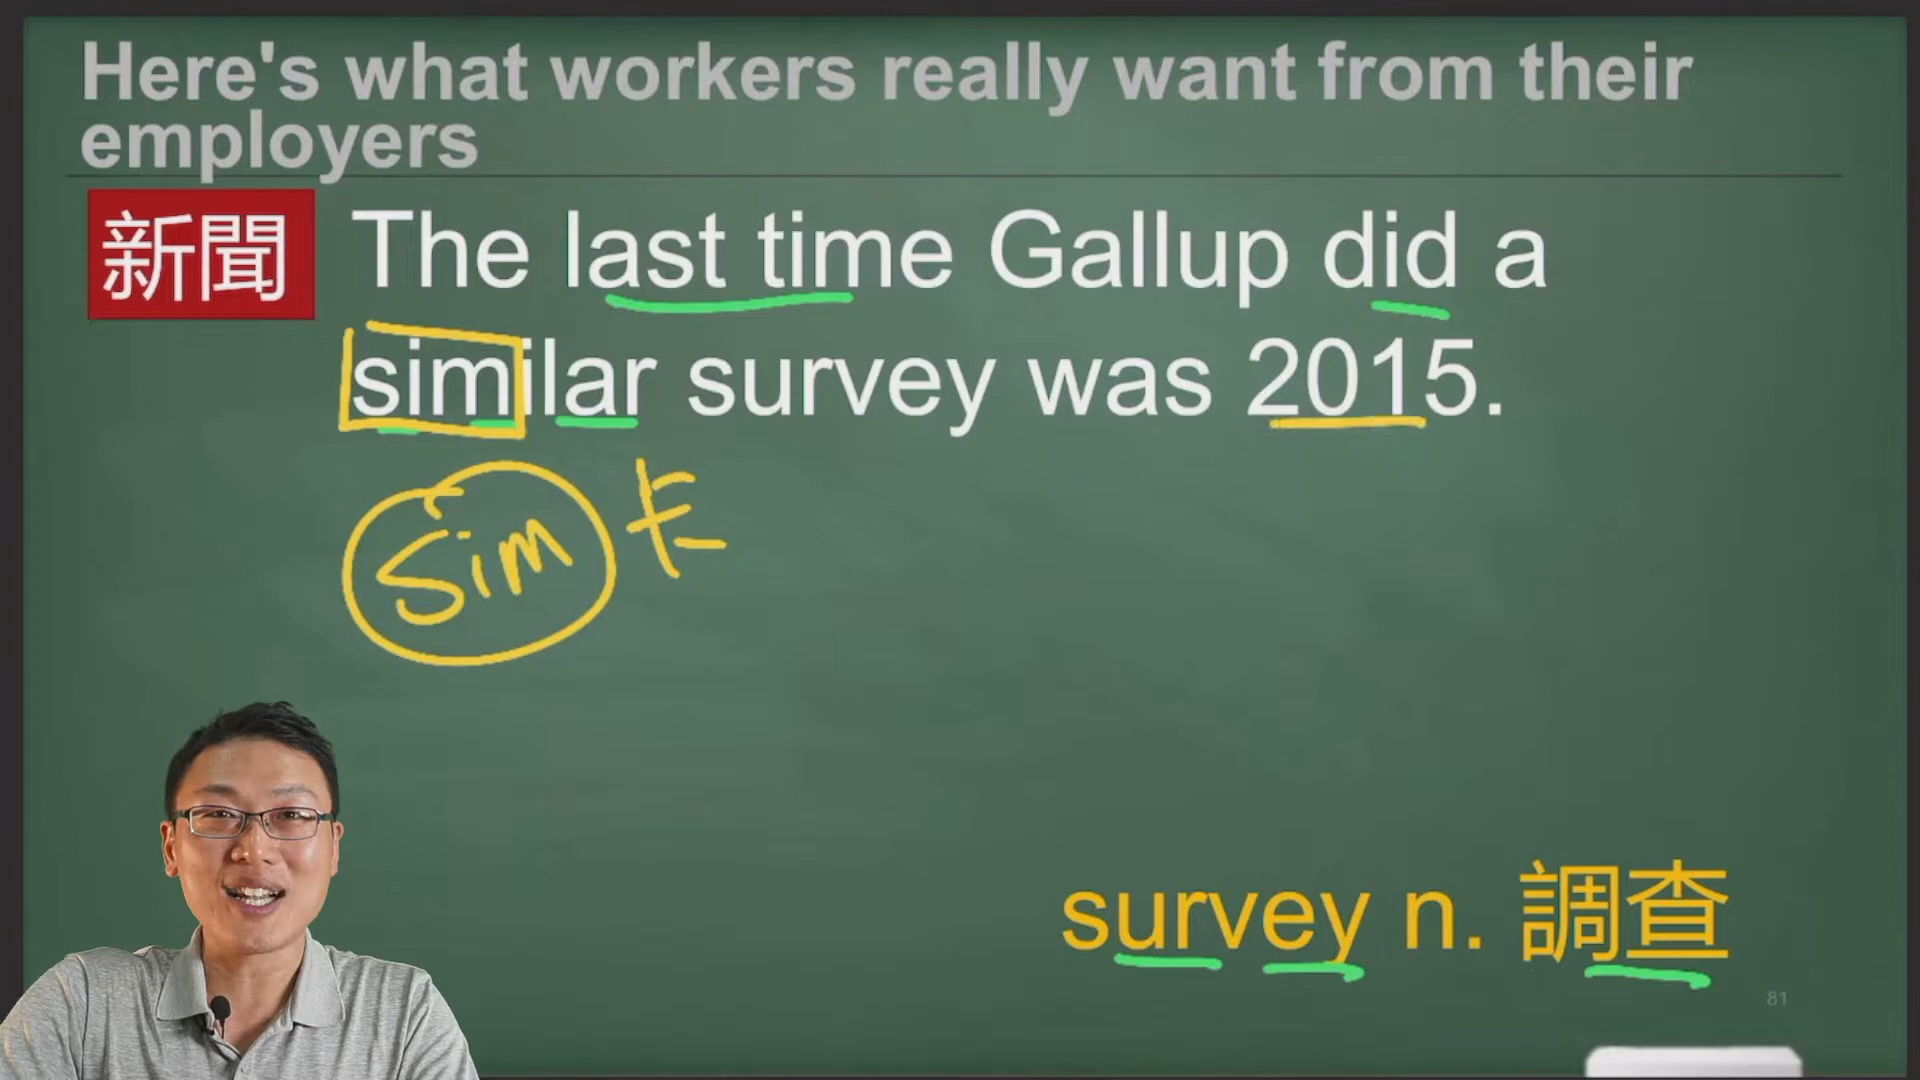 Here's what workers really want from their
employers
新聞
The last time Gallup did a
similar survey was 2015.
Sim 卡
survey n. 調查
81